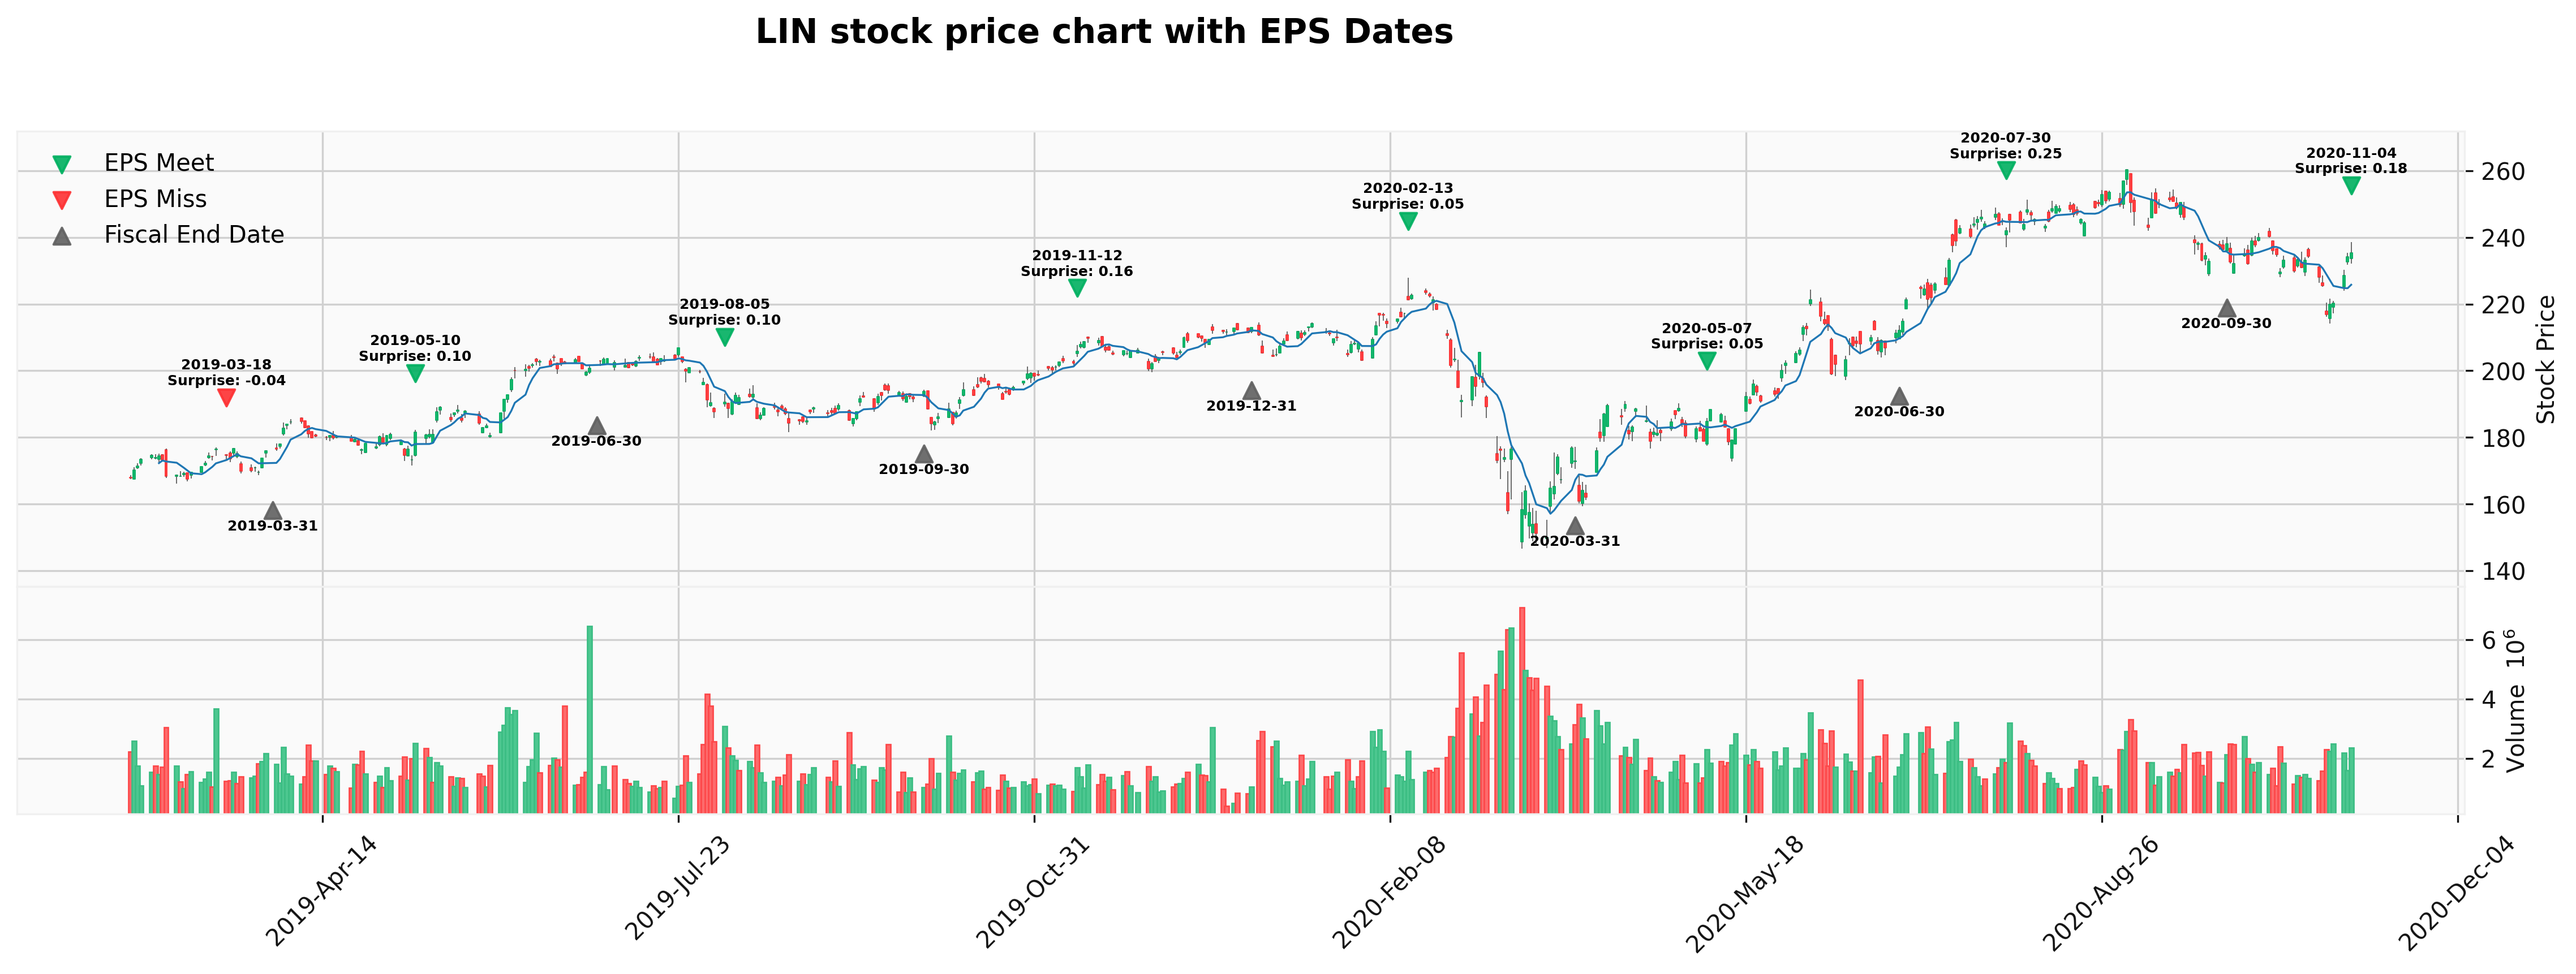 LIN stock price chart with EPS Dates
EPS Meet
EPS Miss
Fiscal End Date
2019-03-18
Surprise: -0.04
2019-03-31
2019-05-10
Surprise: 0.10
2019-06-30
2019-08-05
Surprise: 0.10
2019-09-30
2019-11-12
Surprise: 0.16
2019-12-31
2020-02-13
Surprise: 0.05
2020-03-31
2020-05-07
Surprise: 0.05
2020-06-30
2020-07-30
Surprise: 0.25
2020-09-30
2020-11-04
Surprise: 0.18
260
240
220
200
180
160
140
Stock Price
6
4
2
Volume 10⁶
2019-Apr-14
2019-Jul-23
2019-Oct-31
2020-Feb-08
2020-May-18
2020-Aug-26
2020-Dec-04